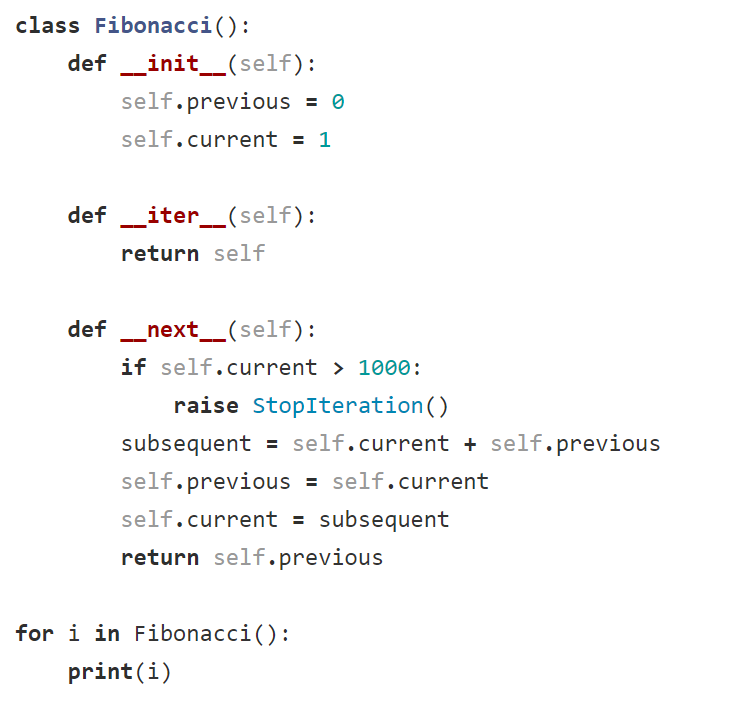 class Fibonacci():
    def __init__(self):
        self.previous = 0
        self.current = 1

    def __iter__(self):
        return self

    def __next__(self):
        if self.current > 1000:
            raise StopIteration()
        subsequent = self.current + self.previous
        self.previous = self.current
        self.current = subsequent
        return self.previous

for i in Fibonacci():
    print(i)